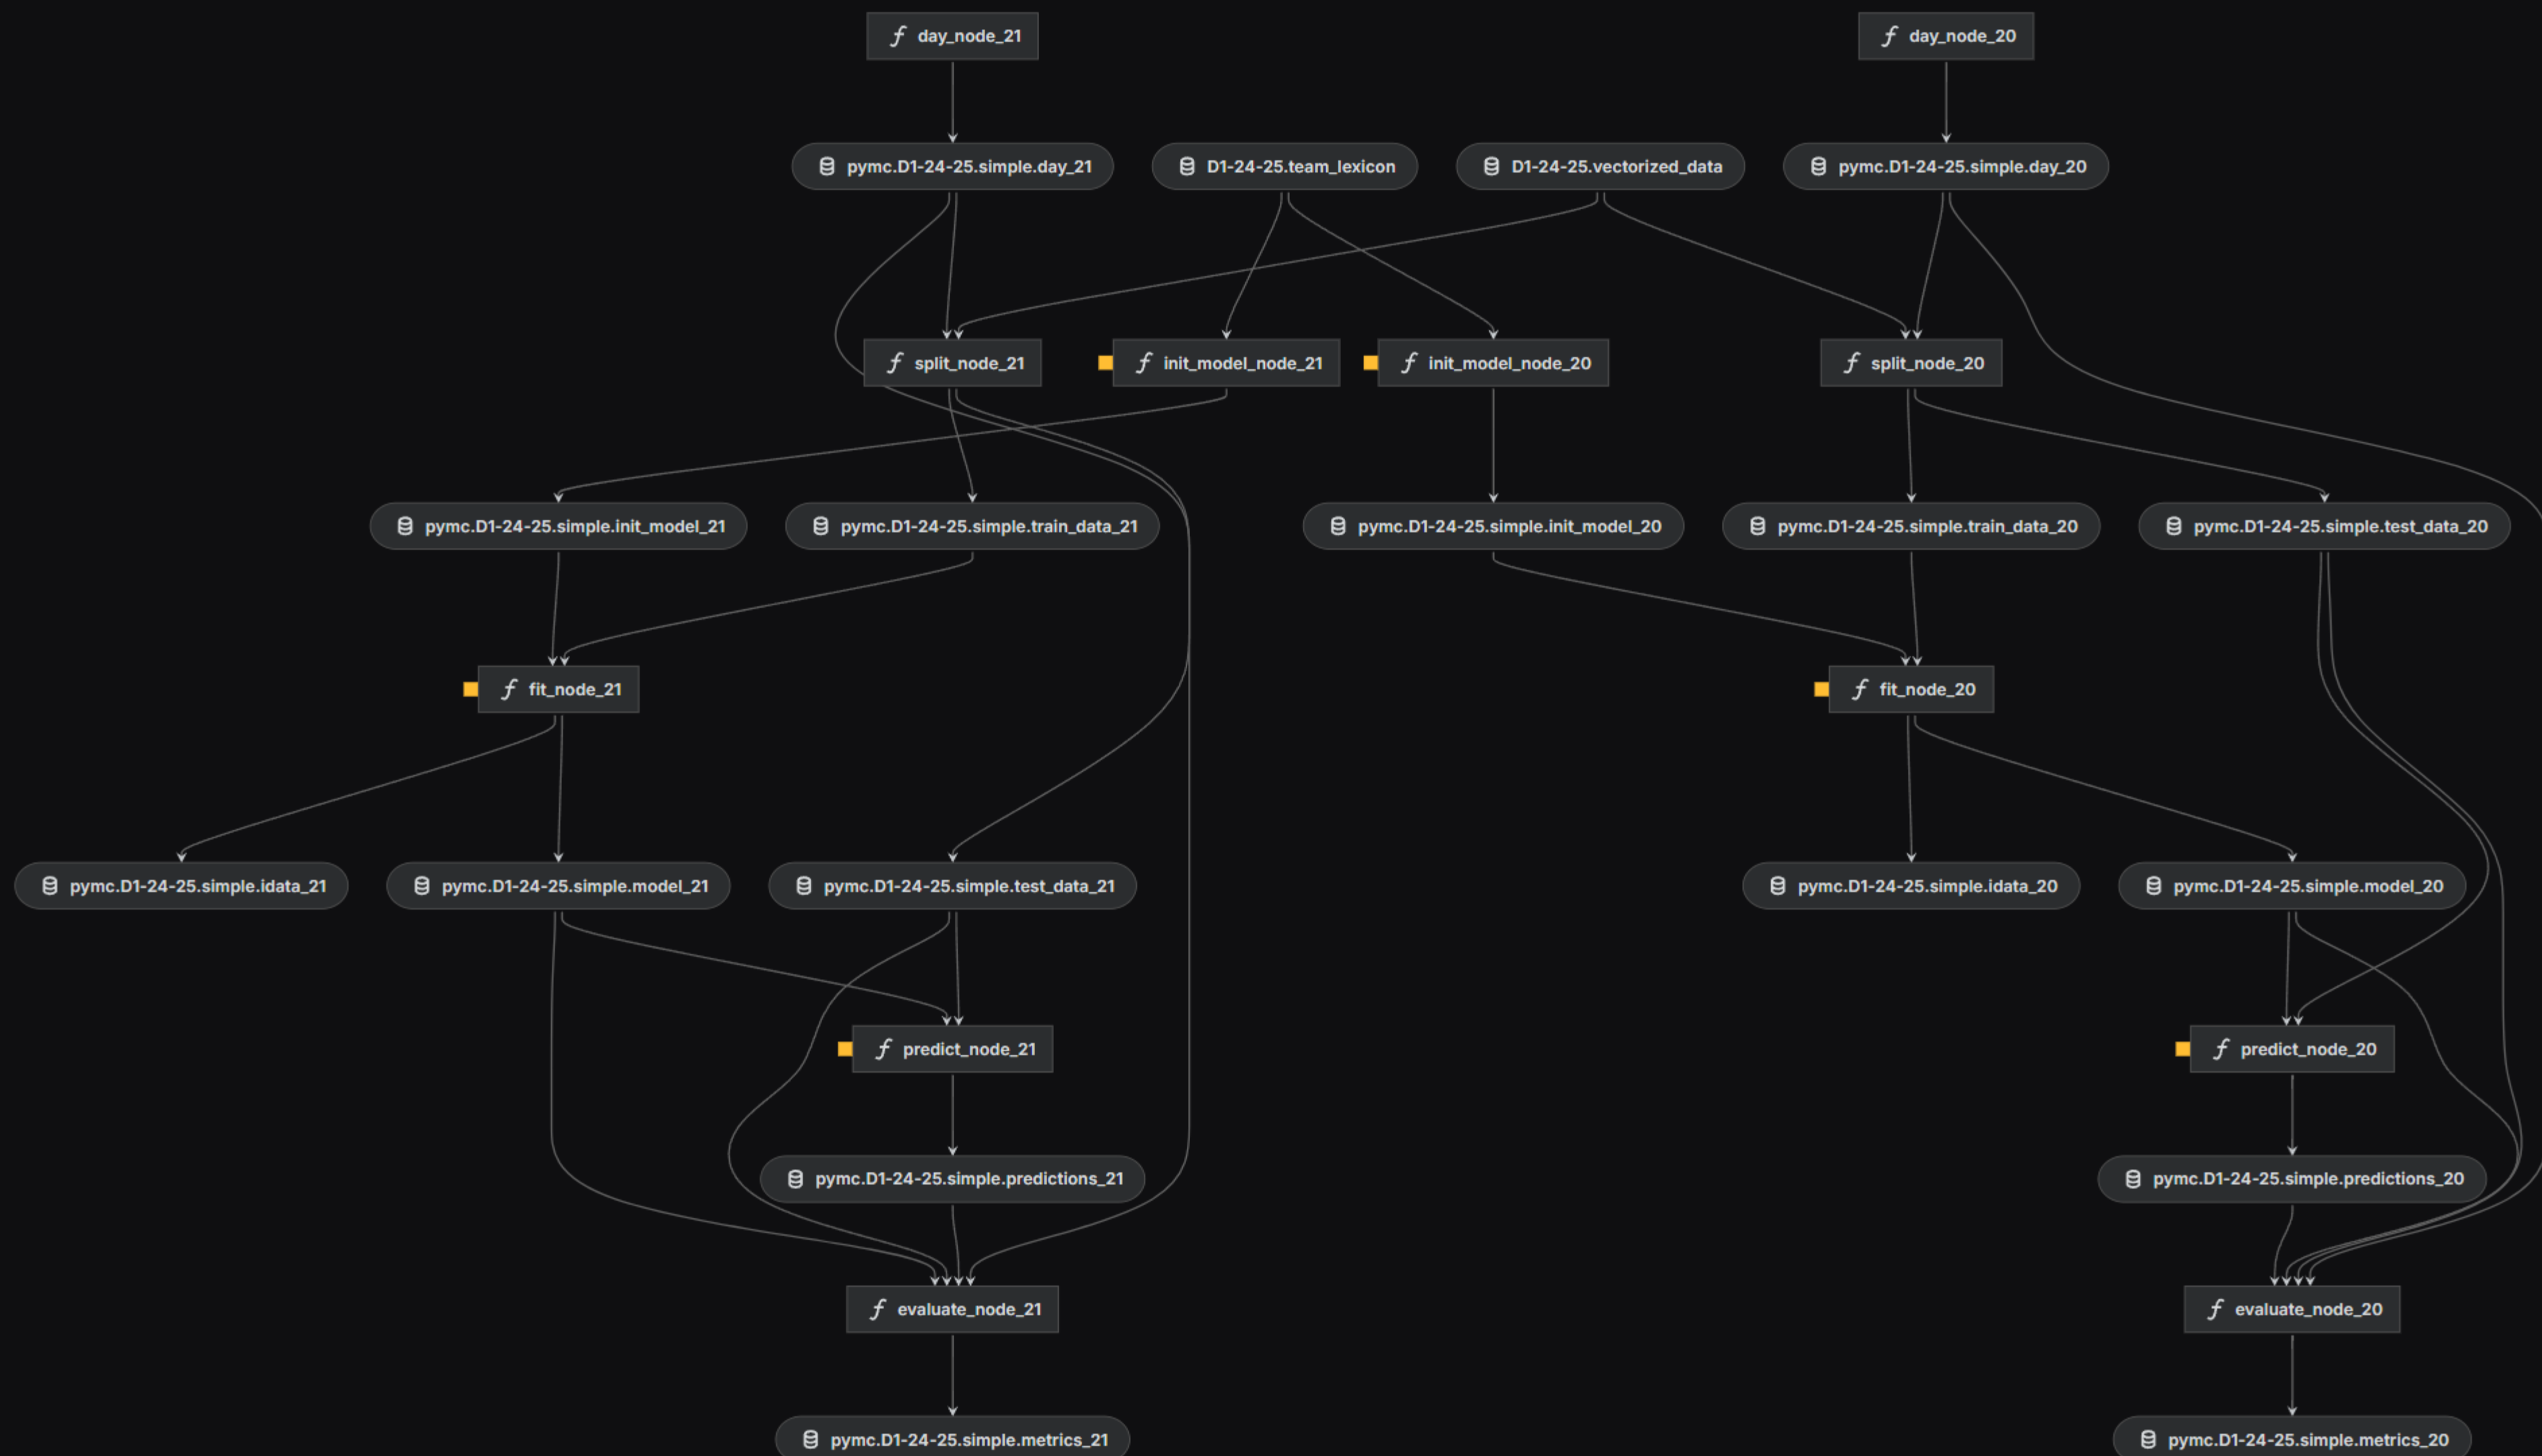 day_node_21
day_node_20
pymc.D1-24-25.simple.day_21
D1-24-25.team_lexicon
D1-24-25.vectorized_data
pymc.D1-24-25.simple.day_20
split_node_21
init_model_node_21
init_model_node_20
split_node_20
pymc.D1-24-25.simple.init_model_21
pymc.D1-24-25.simple.train_data_21
pymc.D1-24-25.simple.init_model_20
pymc.D1-24-25.simple.train_data_20
pymc.D1-24-25.simple.test_data_20
fit_node_21
fit_node_20
pymc.D1-24-25.simple.idata_21
pymc.D1-24-25.simple.model_21
pymc.D1-24-25.simple.test_data_21
pymc.D1-24-25.simple.idata_20
pymc.D1-24-25.simple.model_20
predict_node_21
predict_node_20
pymc.D1-24-25.simple.predictions_21
pymc.D1-24-25.simple.predictions_20
evaluate_node_21
evaluate_node_20
pymc.D1-24-25.simple.metrics_21
pymc.D1-24-25.simple.metrics_20